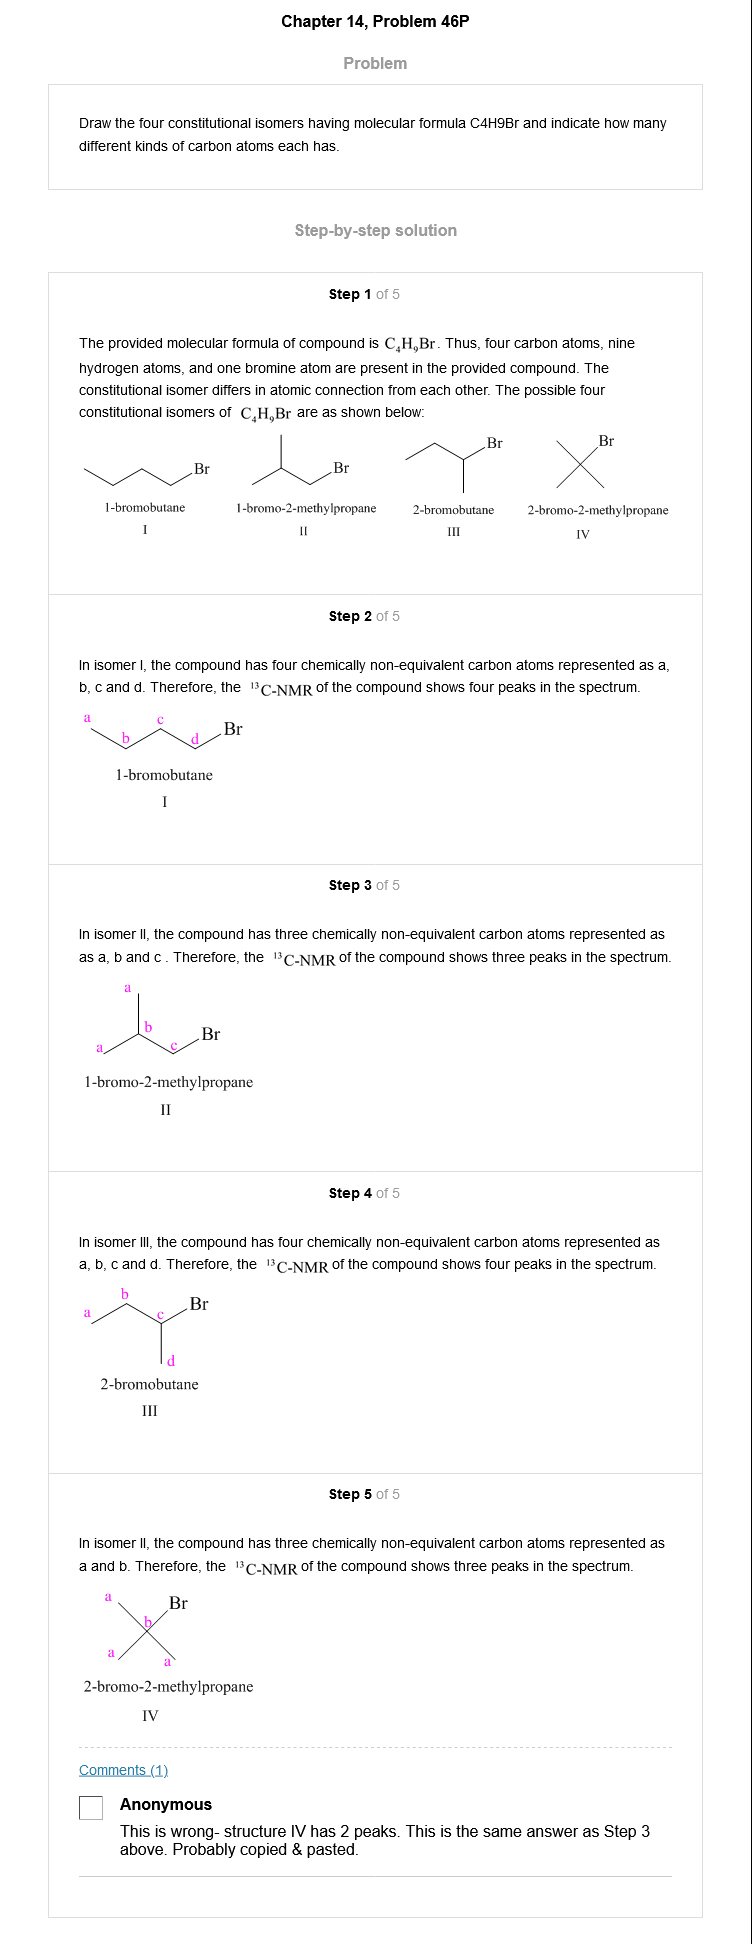 Chapter 14, Problem 46P
Problem
Draw the four constitutional isomers having molecular formula C4H9Br and indicate how many
different kinds of carbon atoms each has.
Step-by-step solution
Step 1 of 5
The provided molecular formula of compound is C₄H₉Br. Thus, four carbon atoms, nine
hydrogen atoms, and one bromine atom are present in the provided compound. The
constitutional isomer differs in atomic connection from each other. The possible four
constitutional isomers of C₄H₉Br are as shown below:
Br Br Br Br
1-bromobutane 1-bromo-2-methylpropane 2-bromobutane 2-bromo-2-methylpropane
I II III IV
Step 2 of 5
In isomer I, the compound has four chemically non-equivalent carbon atoms represented as a,
b, c and d. Therefore, the ¹³C-NMR of the compound shows four peaks in the spectrum.
a c
b d Br
1-bromobutane
I
Step 3 of 5
In isomer II, the compound has three chemically non-equivalent carbon atoms represented as
as a, b and c . Therefore, the ¹³C-NMR of the compound shows three peaks in the spectrum.
a
b Br
a c
1-bromo-2-methylpropane
II
Step 4 of 5
In isomer III, the compound has four chemically non-equivalent carbon atoms represented as
a, b, c and d. Therefore, the ¹³C-NMR of the compound shows four peaks in the spectrum.
b Br
a c
d
2-bromobutane
III
Step 5 of 5
In isomer II, the compound has three chemically non-equivalent carbon atoms represented as
a and b. Therefore, the ¹³C-NMR of the compound shows three peaks in the spectrum.
a Br
b
a a
2-bromo-2-methylpropane
IV
Comments (1)
Anonymous
This is wrong- structure IV has 2 peaks. This is the same answer as Step 3
above. Probably copied & pasted.